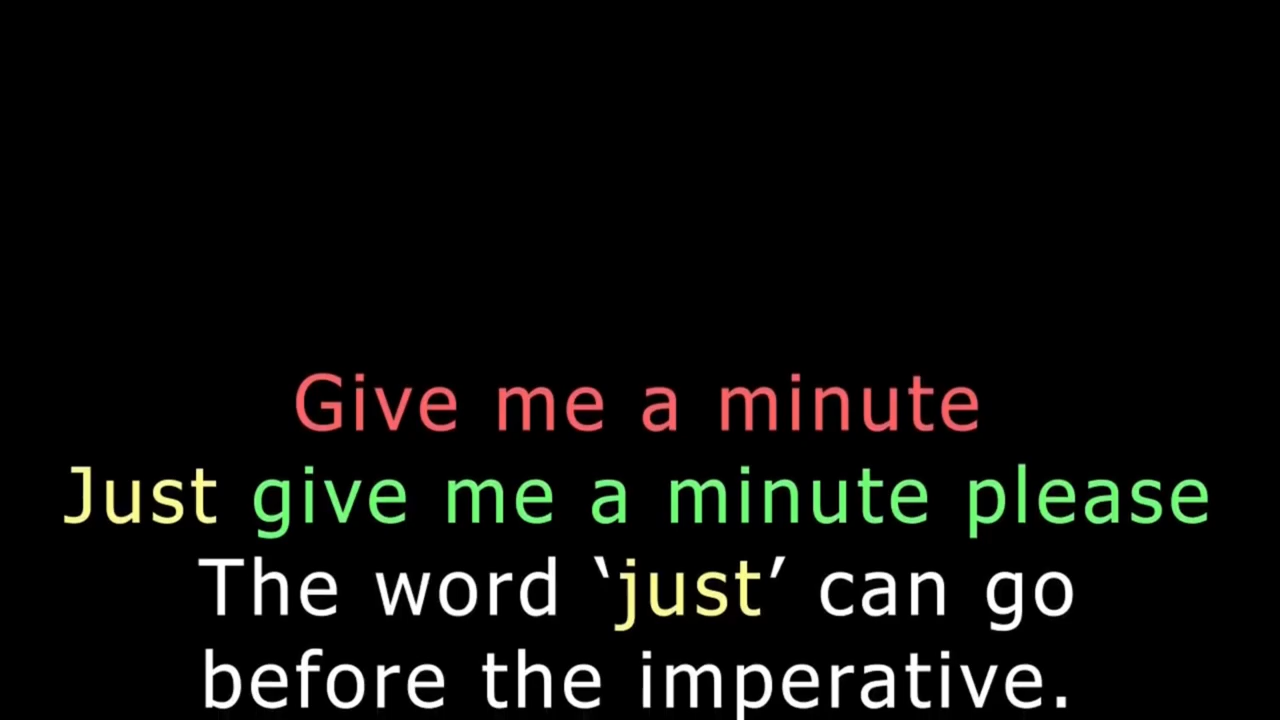 Give me a minute
Just give me a minute please
The word ‘just’ can go
before the imperative.